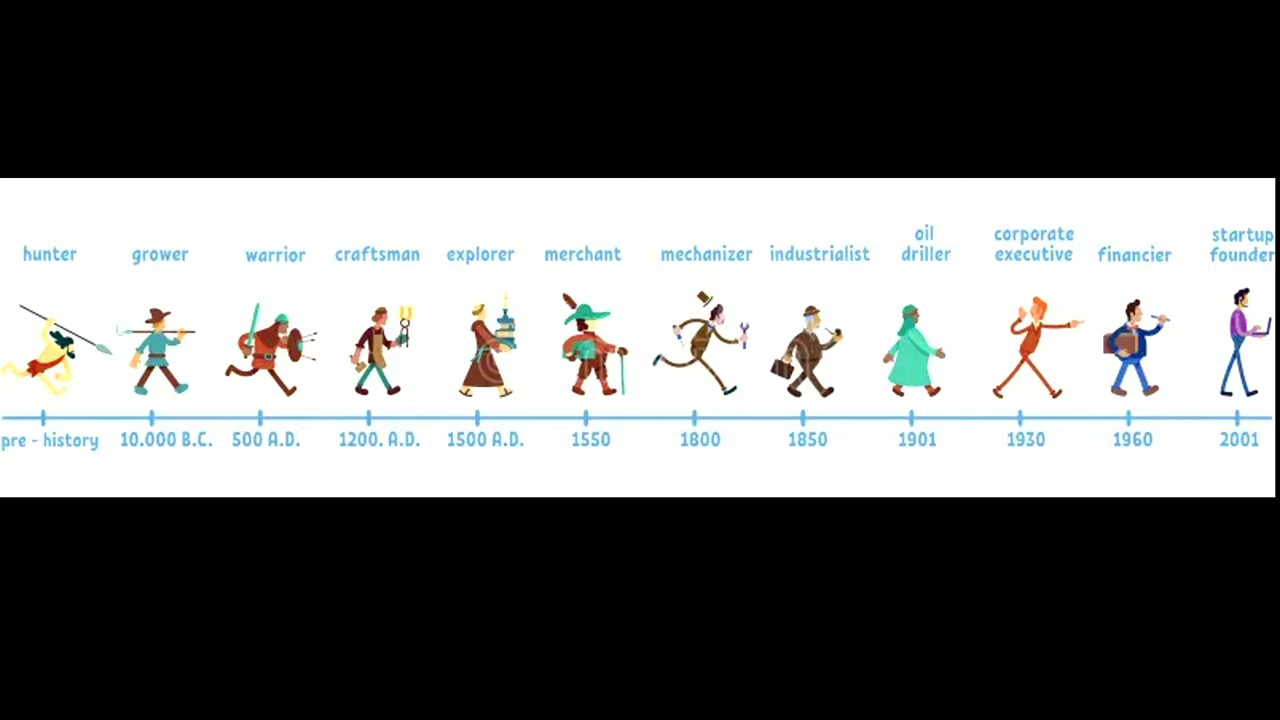 hunter
grower
warrior
craftsman
explorer
merchant
mechanizer
industrialist
oil
driller
corporate
executive
financier
startup
founder
pre - history
10.000 B.C.
500 A.D.
1200. A.D.
1500 A.D.
1550
1800
1850
1901
1930
1960
2001